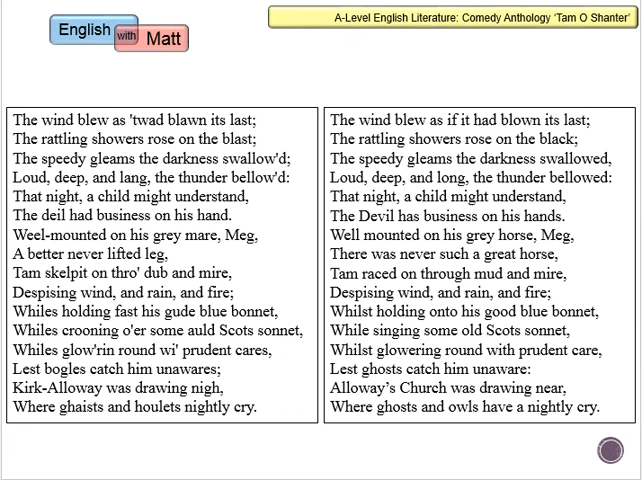 English
with
Matt
A-Level English Literature: Comedy Anthology 'Tam O Shanter'
The wind blew as 'twad blawn its last;
The rattling showers rose on the blast;
The speedy gleams the darkness swallow'd;
Loud, deep, and lang, the thunder bellow'd:
That night, a child might understand,
The deil had business on his hand.
Weel-mounted on his grey mare, Meg,
A better never lifted leg,
Tam skelpit on thro' dub and mire,
Despising wind, and rain, and fire;
Whiles holding fast his gude blue bonnet,
Whiles crooning o'er some auld Scots sonnet,
Whiles glow'rin round wi' prudent cares,
Lest bogles catch him unawares;
Kirk-Alloway was drawing nigh,
Where ghaists and houlets nightly cry.
The wind blew as if it had blown its last;
The rattling showers rose on the black;
The speedy gleams the darkness swallowed,
Loud, deep, and long, the thunder bellowed:
That night, a child might understand,
The Devil has business on his hands.
Well mounted on his grey horse, Meg,
There was never such a great horse,
Tam raced on through mud and mire,
Despising wind, and rain, and fire;
Whilst holding onto his good blue bonnet,
While singing some old Scots sonnet,
Whilst glowering round with prudent care,
Lest ghosts catch him unaware:
Alloway's Church was drawing near,
Where ghosts and owls have a nightly cry.